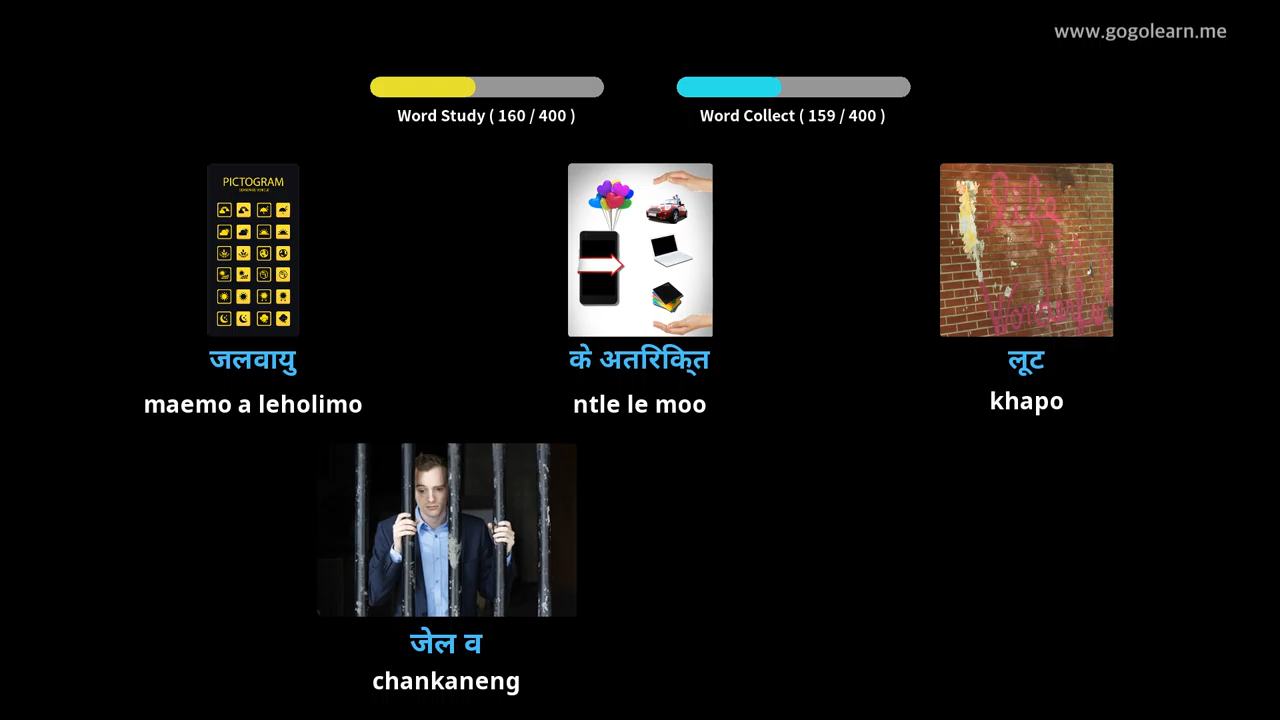 www.gogolearn.me
Word Study ( 160 / 400 )
Word Collect ( 159 / 400 )
PICTOGRAM
जलवायु
के अतरिक्ति
लूट
maemo a leholimo
ntle le moo
khapo
जेल व
chankaneng